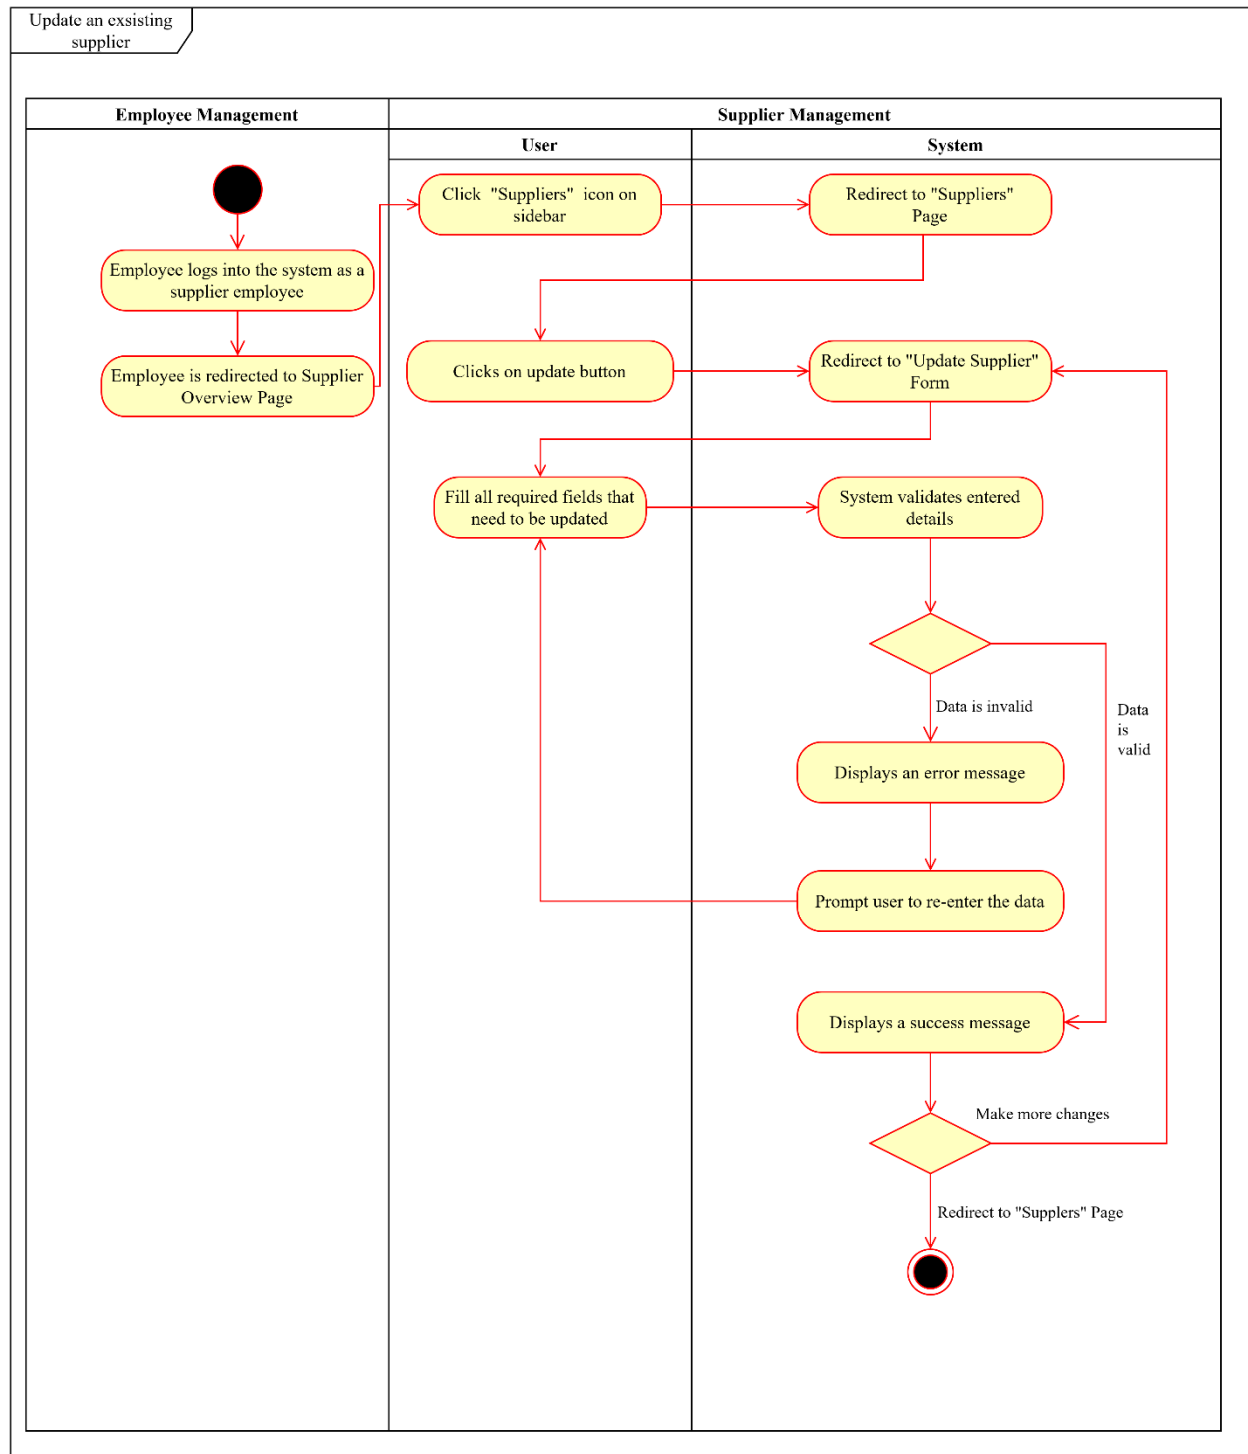 Update an exsisting
supplier
Employee Management
Supplier Management
User
System
Click "Suppliers" icon on
sidebar
Redirect to "Suppliers"
Page
Employee logs into the system as a
supplier employee
Employee is redirected to Supplier
Overview Page
Clicks on update button
Redirect to "Update Supplier"
Form
Fill all required fields that
need to be updated
System validates entered
details
Data is invalid
Data
is
valid
Displays an error message
Prompt user to re-enter the data
Displays a success message
Make more changes
Redirect to "Supplers" Page